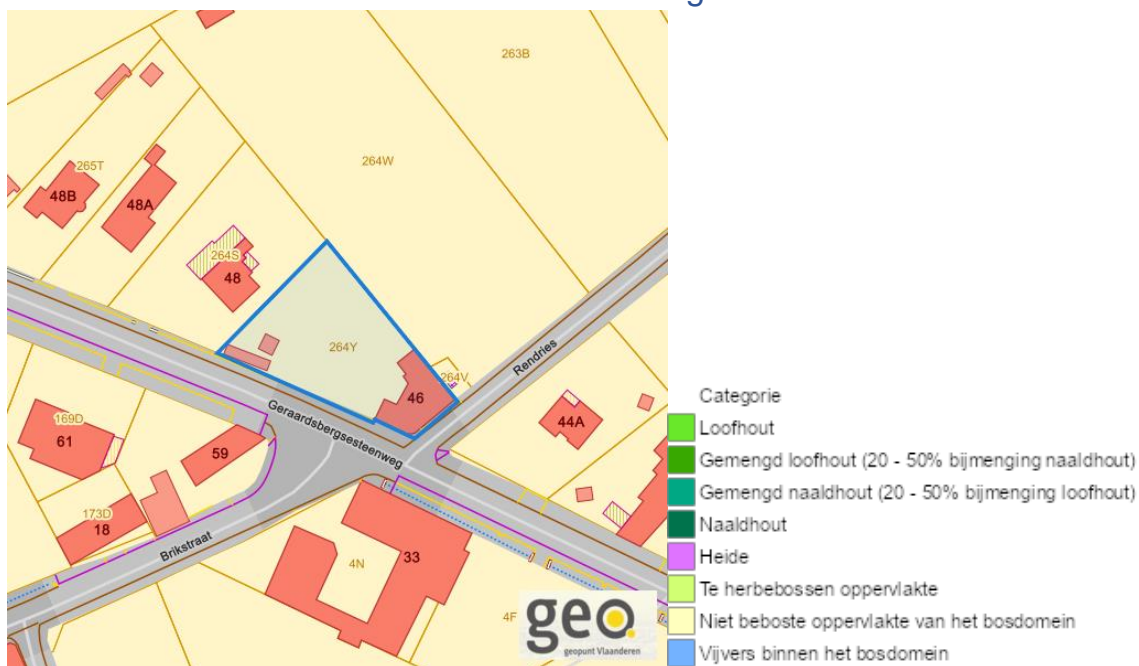 263B
264W
265T
48B
48A
264S
48
264Y
Rendries
264V
46
44A
Geraardsbergsesteenweg
169D
61
59
173D
18
Brikstraat
33
4N
4F
geo
geopunt Vlaanderen
Categorie
Loofhout
Gemengd loofhout (20 - 50% bijmenging naaldhout)
Gemengd naaldhout (20 - 50% bijmenging loofhout)
Naaldhout
Heide
Te herbebossen oppervlakte
Niet beboste oppervlakte van het bosdomein
Vijvers binnen het bosdomein